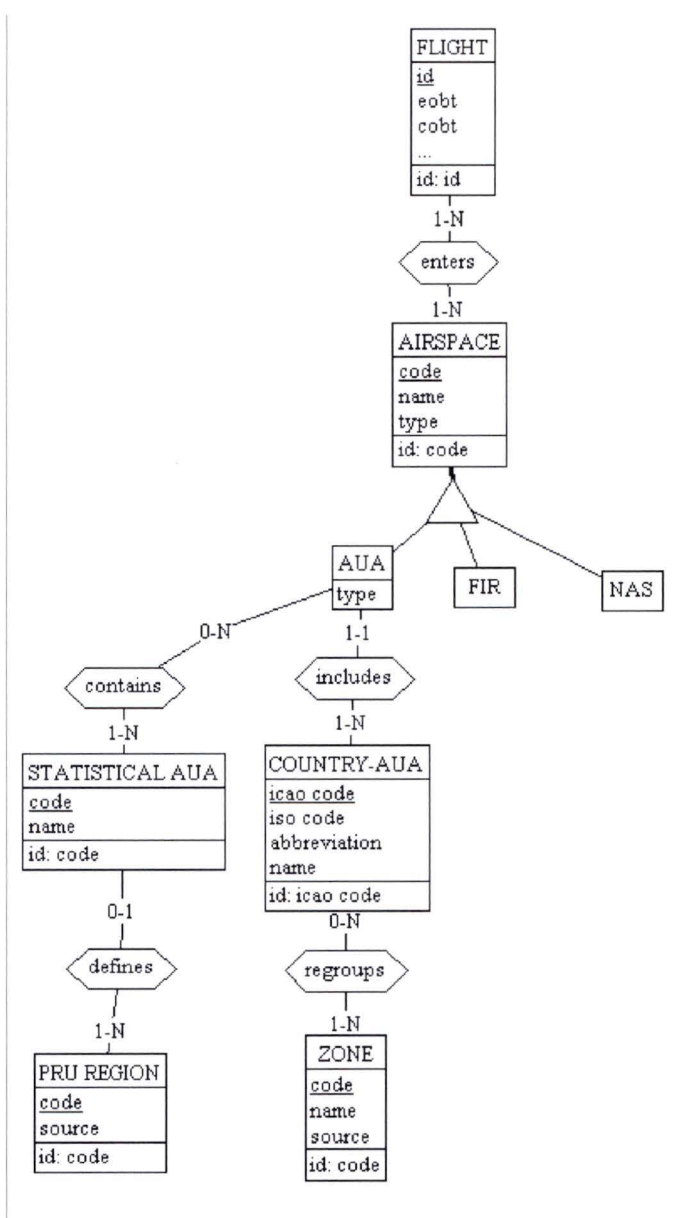 FLIGHT
id
eobt
cobt
...
id: id
1-N
enters
1-N
AIRSPACE
code
name
type
id: code
AUA
type
FIR
NAS
0-N
1-1
contains
includes
1-N
1-N
STATISTICAL AUA
code
name
id: code
COUNTRY-AUA
icao code
iso code
abbreviation
name
id: icao code
0-1
0-N
defines
regroups
1-N
1-N
PRU REGION
code
source
id: code
ZONE
code
name
source
id: code